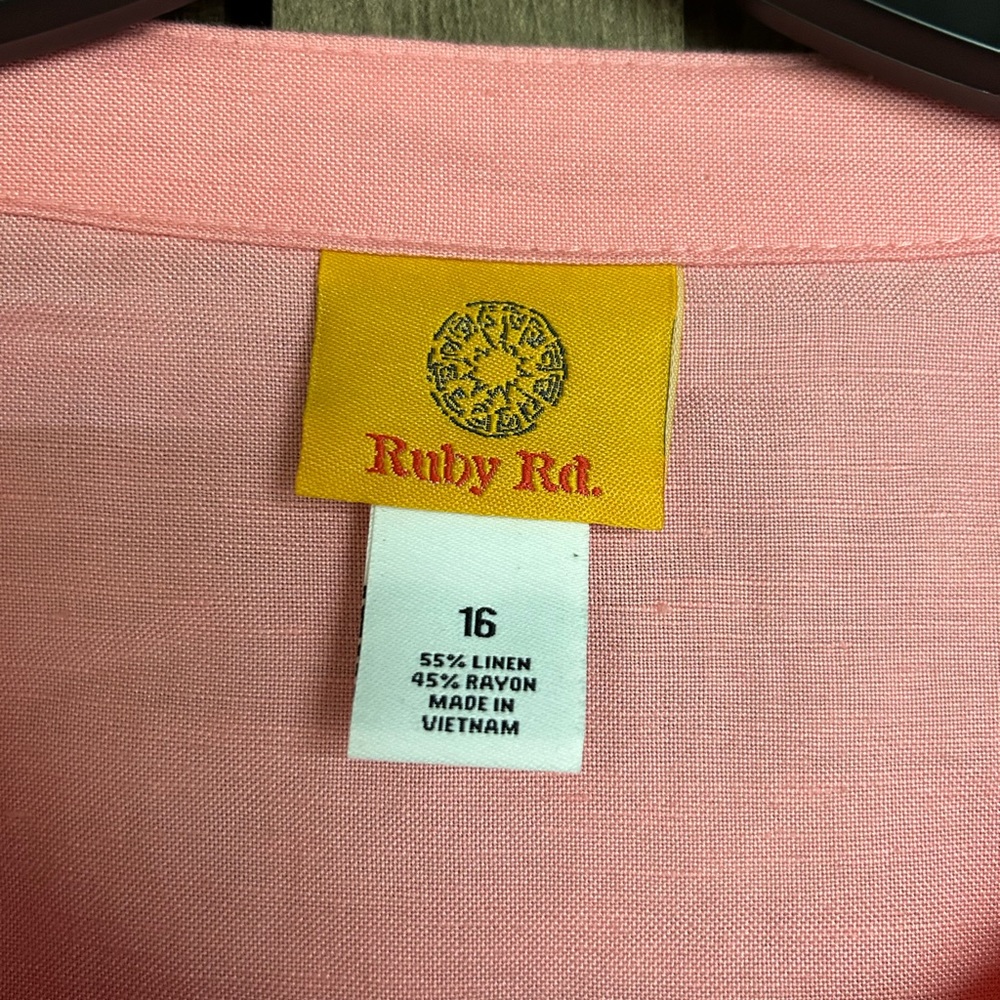 Ruby Rd.
16
55% LINEN
45% RAYON
MADE IN
VIETNAM